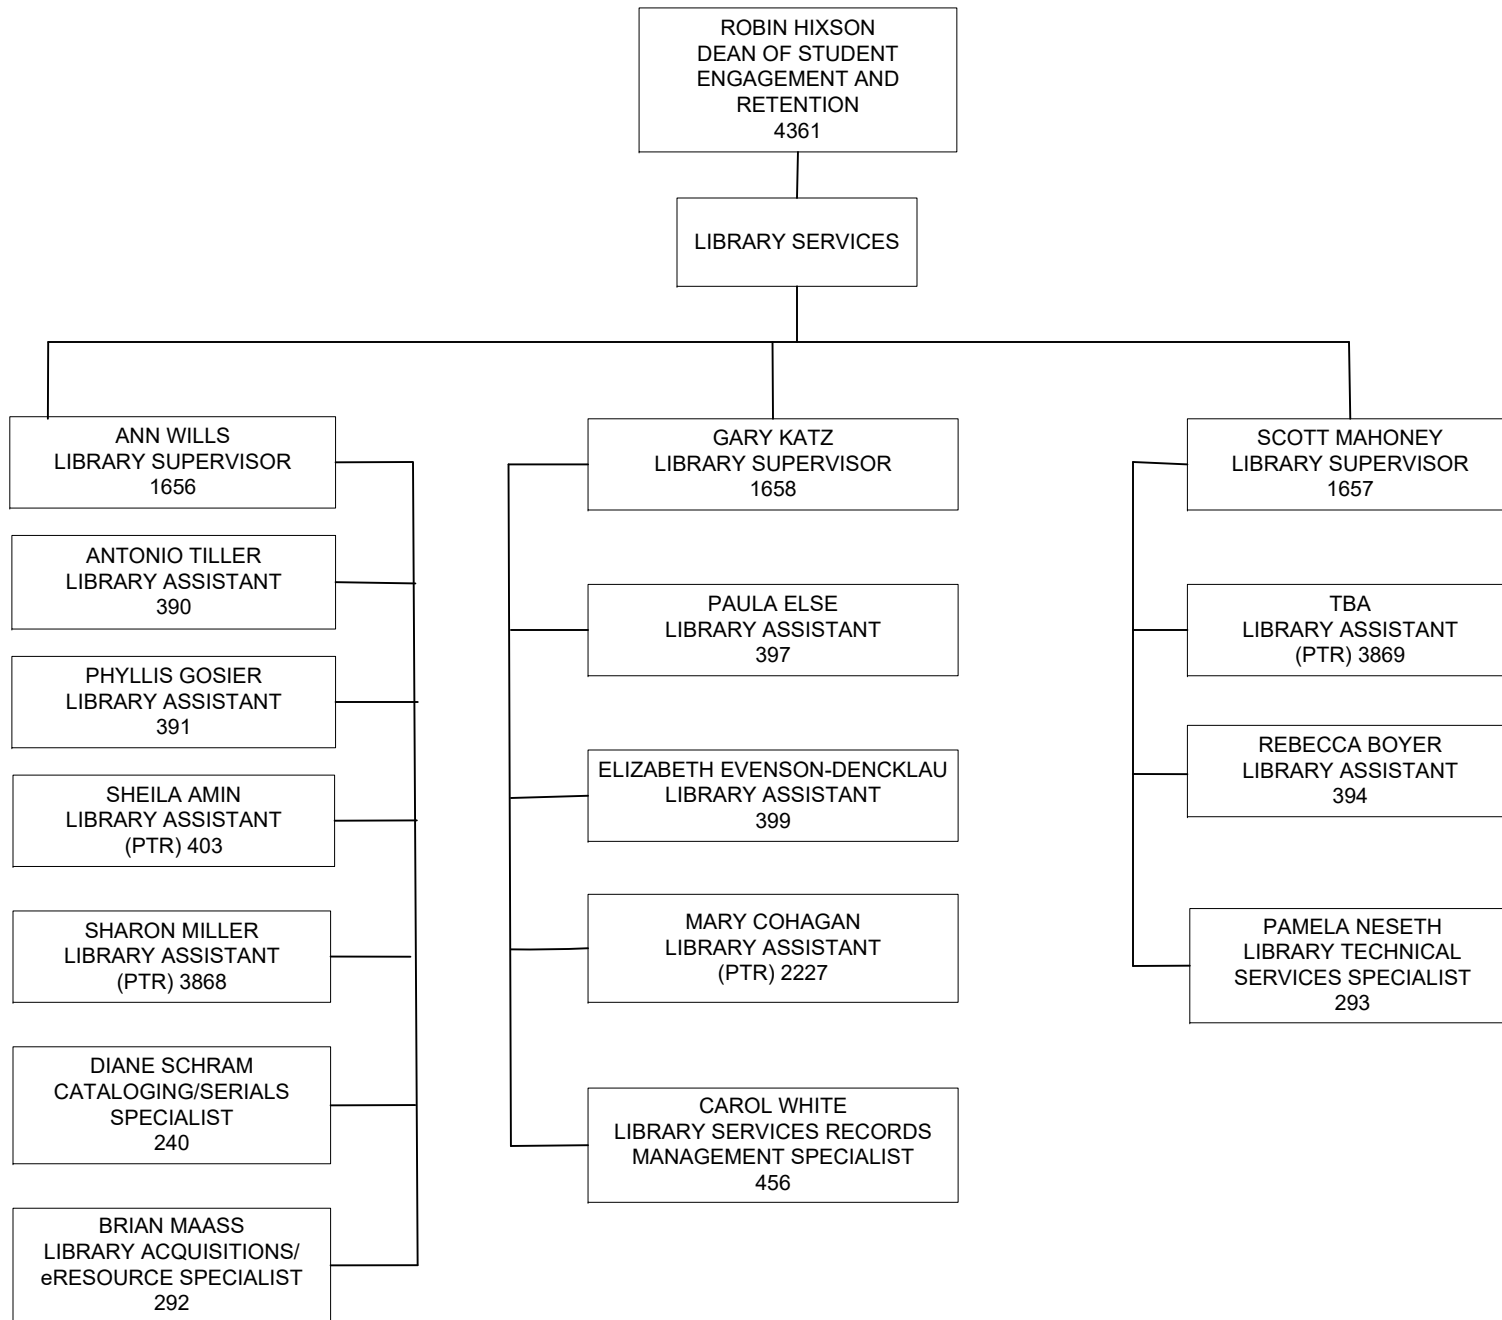 ROBIN HIXSON
DEAN OF STUDENT
ENGAGEMENT AND
RETENTION
4361
LIBRARY SERVICES
ANN WILLS
LIBRARY SUPERVISOR
1656
ANTONIO TILLER
LIBRARY ASSISTANT
390
PHYLLIS GOSIER
LIBRARY ASSISTANT
391
SHEILA AMIN
LIBRARY ASSISTANT
(PTR) 403
SHARON MILLER
LIBRARY ASSISTANT
(PTR) 3868
DIANE SCHRAM
CATALOGING/SERIALS
SPECIALIST
240
BRIAN MAASS
LIBRARY ACQUISITIONS/
eRESOURCE SPECIALIST
292
GARY KATZ
LIBRARY SUPERVISOR
1658
PAULA ELSE
LIBRARY ASSISTANT
397
ELIZABETH EVENSON-DENCKLAU
LIBRARY ASSISTANT
399
MARY COHAGAN
LIBRARY ASSISTANT
(PTR) 2227
CAROL WHITE
LIBRARY SERVICES RECORDS
MANAGEMENT SPECIALIST
456
SCOTT MAHONEY
LIBRARY SUPERVISOR
1657
TBA
LIBRARY ASSISTANT
(PTR) 3869
REBECCA BOYER
LIBRARY ASSISTANT
394
PAMELA NESETH
LIBRARY TECHNICAL
SERVICES SPECIALIST
293